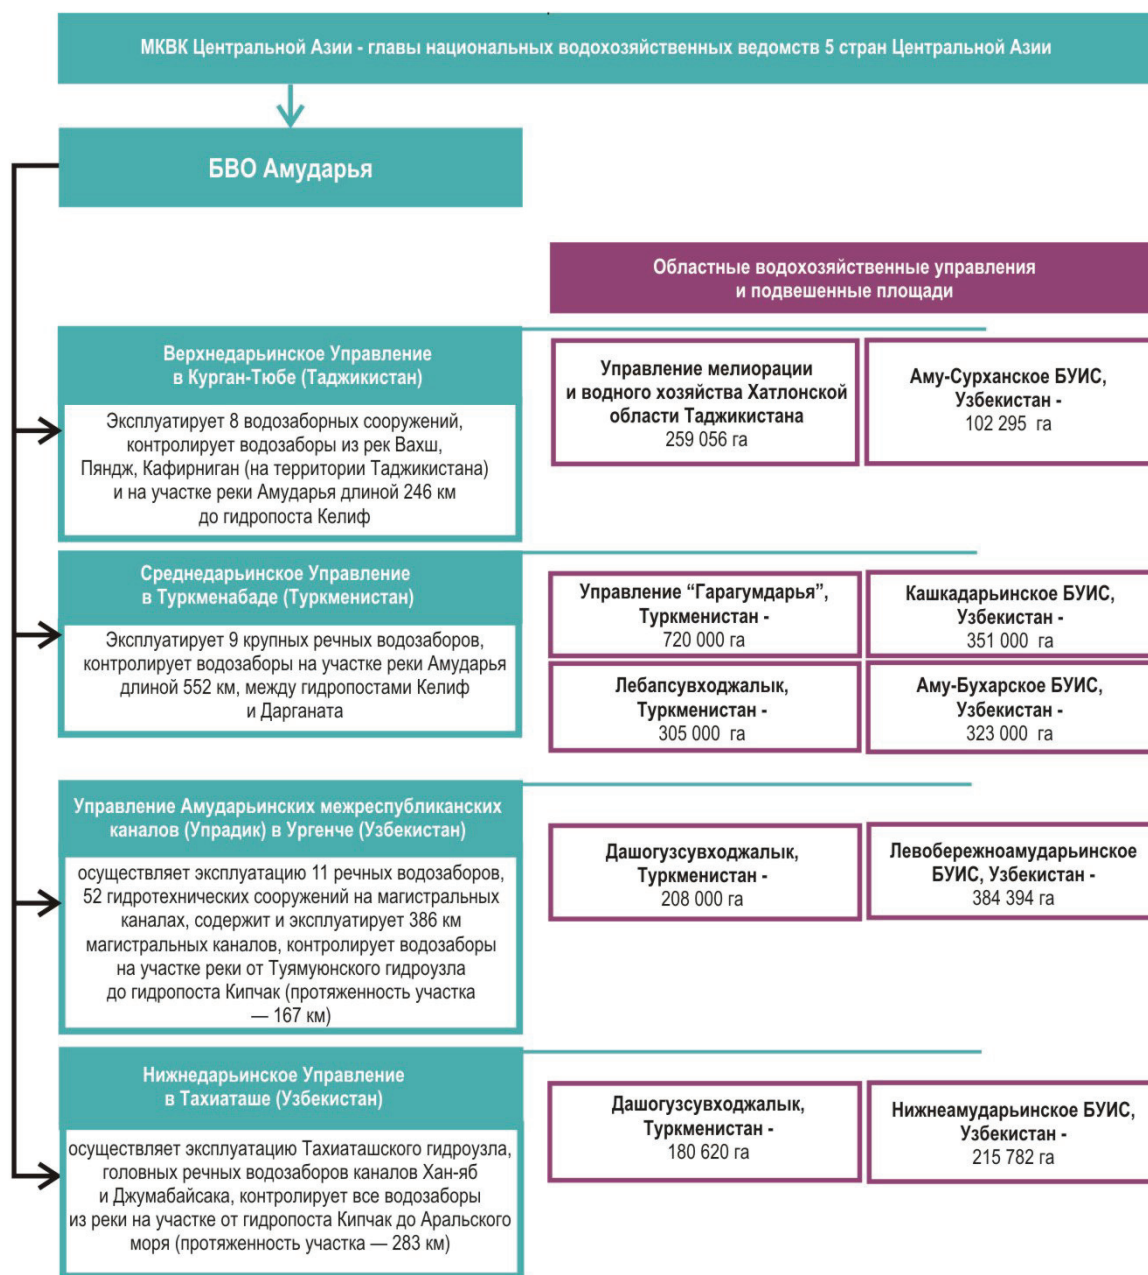 МКВК Центральной Азии - главы национальных водохозяйственных ведомств 5 стран Центральной Азии
БВО Амударья
Областные водохозяйственные управления
и подвешенные площади
Верхнедарьинское Управление
в Курган-Тюбе (Таджикистан)
Эксплуатирует 8 водозаборных сооружений,
контролирует водозаборы из рек Вахш,
Пяндж, Кафирниган (на территории Таджикистана)
и на участке реки Амударья длиной 246 км
до гидропоста Келиф
Управление мелиорации
и водного хозяйства Хатлонской
области Таджикистана
259 056 га
Аму-Сурханское БУИС,
Узбекистан -
102 295 га
Среднедарьинское Управление
в Туркменабаде (Туркменистан)
Эксплуатирует 9 крупных речных водозаборов,
контролирует водозаборы на участке реки Амударья
длиной 552 км, между гидропостами Келиф
и Дарганата
Управление “Гарагумдарья”,
Туркменистан -
720 000 га
Кашкадарьинское БУИС,
Узбекистан -
351 000 га
Лебапсувходжалык,
Туркменистан -
305 000 га
Аму-Бухарское БУИС,
Узбекистан -
323 000 га
Управление Амударьинских межреспубликанских
каналов (Упрадик) в Ургенче (Узбекистан)
осуществляет эксплуатацию 11 речных водозаборов,
52 гидротехнических сооружений на магистральных
каналах, содержит и эксплуатирует 386 км
магистральных каналов, контролирует водозаборы
на участке реки от Туямуюнского гидроузла
до гидропоста Кипчак (протяженность участка
— 167 км)
Дашогузсувходжалык,
Туркменистан -
208 000 га
Левобережноамударьинское
БУИС, Узбекистан -
384 394 га
Нижнедарьинское Управление
в Тахиаташе (Узбекистан)
осуществляет эксплуатацию Тахиаташского гидроузла,
головных речных водозаборов каналов Хан-яб
и Джумабайсака, контролирует все водозаборы
из реки на участке от гидропоста Кипчак до Аральского
моря (протяженность участка — 283 км)
Дашогузсувходжалык,
Туркменистан -
180 620 га
Нижнеамударьинское БУИС,
Узбекистан -
215 782 га